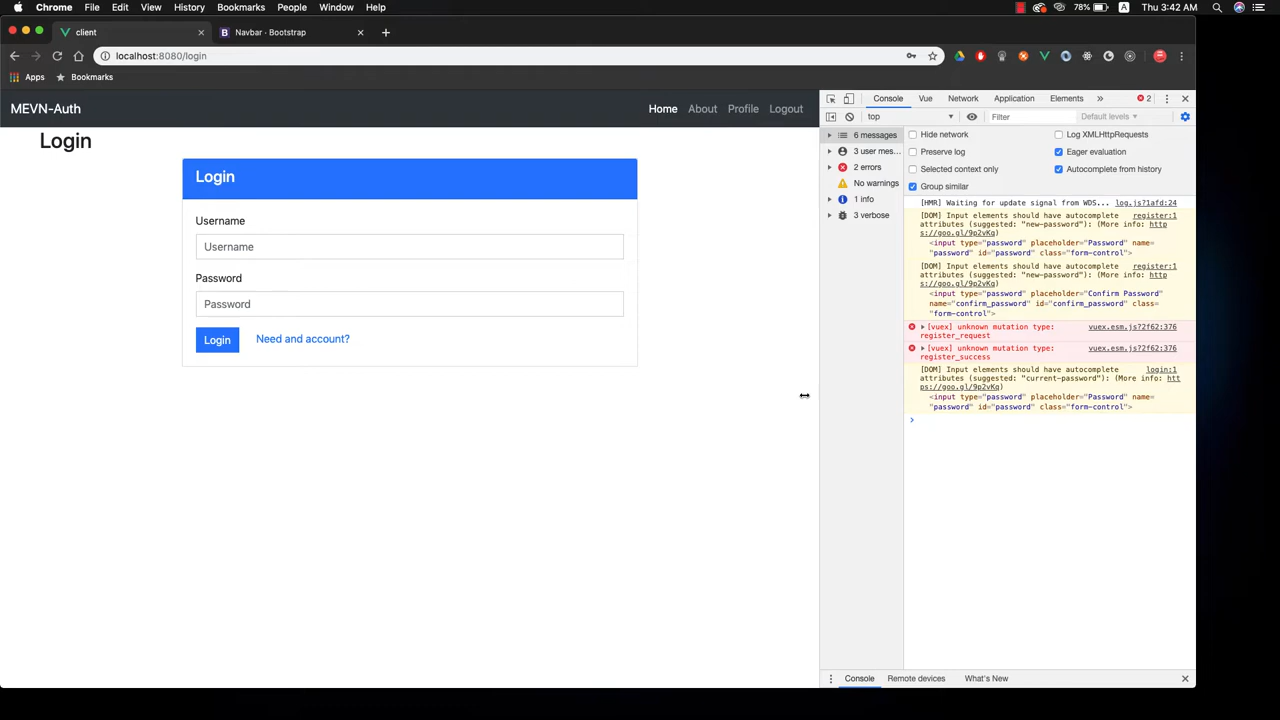 Chrome File Edit View History Bookmarks People Window Help 78% A Thu 3:42 AM
client Navbar · Bootstrap
localhost:8080/login
Apps Bookmarks
MEVN-Auth Home About Profile Logout
Login
Login
Username
Username
Password
Password
Login Need and account?
Console Vue Network Application Elements » 2
top Filter Default levels
6 messages
3 user mes...
2 errors
No warnings
1 info
3 verbose
Hide network Log XMLHttpRequests
Preserve log Eager evaluation
Selected context only Autocomplete from history
Group similar
[HMR] Waiting for update signal from WDS... log.js?1afd:24
[DOM] Input elements should have autocomplete register:1
attributes (suggested: "new-password"): (More info: http
s://goo.gl/9p2vKq)
<input type="password" placeholder="Password" name=
"password" id="password" class="form-control">
[DOM] Input elements should have autocomplete register:1
attributes (suggested: "new-password"): (More info: http
s://goo.gl/9p2vKq)
<input type="password" placeholder="Confirm Password"
name="confirm_password" id="confirm_password" class=
"form-control">
[vuex] unknown mutation type: vuex.esm.js?2f62:376
register_request
[vuex] unknown mutation type: vuex.esm.js?2f62:376
register_success
[DOM] Input elements should have autocomplete login:1
attributes (suggested: "current-password"): (More info: htt
ps://goo.gl/9p2vKq)
<input type="password" placeholder="Password" name=
"password" id="password" class="form-control">
Console Remote devices What's New